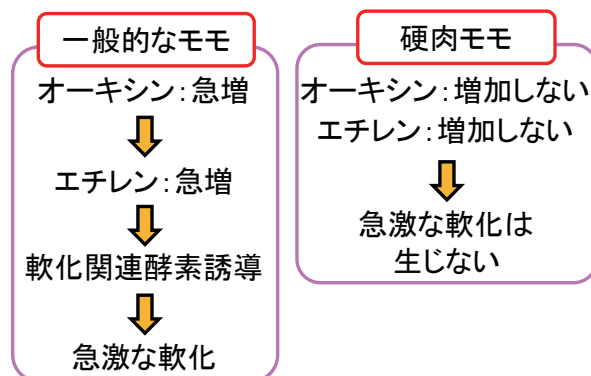 一般的なモモ
オーキシン：急増
エチレン：急増
軟化関連酵素誘導
急激な軟化
硬肉モモ
オーキシン：増加しない
エチレン：増加しない
急激な軟化は
生じない